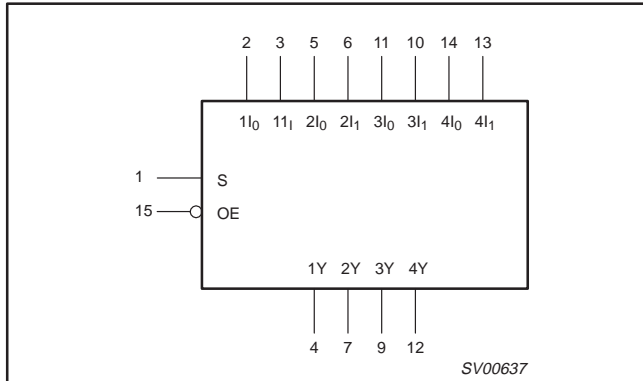 2 3 5 6 11 10 14 13
1I₀ 11ᵢ 2I₀ 2I₁ 3I₀ 3I₁ 4I₀ 4I₁
1 S
15 OE
1Y 2Y 3Y 4Y
4 7 9 12
SV00637